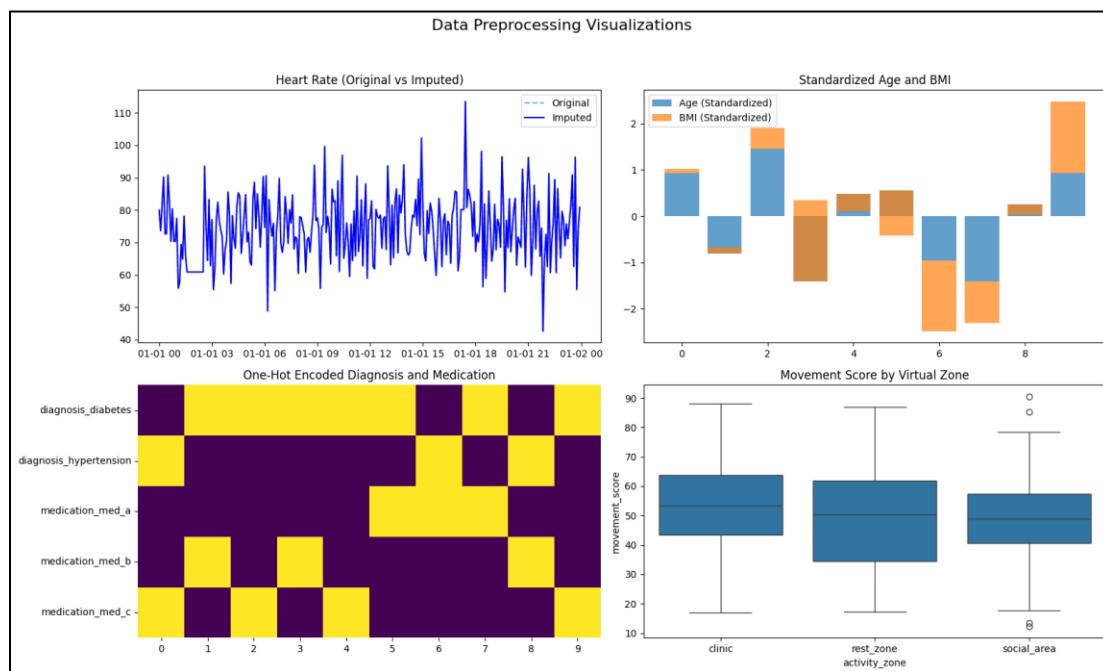 Data Preprocessing Visualizations
Heart Rate (Original vs Imputed)
Original
Imputed
110
100
90
80
70
60
50
40
01-01 00 01-01 03 01-01 06 01-01 09 01-01 12 01-01 15 01-01 18 01-01 21 01-02 00
Standardized Age and BMI
Age (Standardized)
BMI (Standardized)
2
1
0
−1
−2
0 2 4 6 8
One-Hot Encoded Diagnosis and Medication
diagnosis_diabetes
diagnosis_hypertension
medication_med_a
medication_med_b
medication_med_c
0 1 2 3 4 5 6 7 8 9
Movement Score by Virtual Zone
movement_score
90
80
70
60
50
40
30
20
10
clinic rest_zone social_area
activity_zone